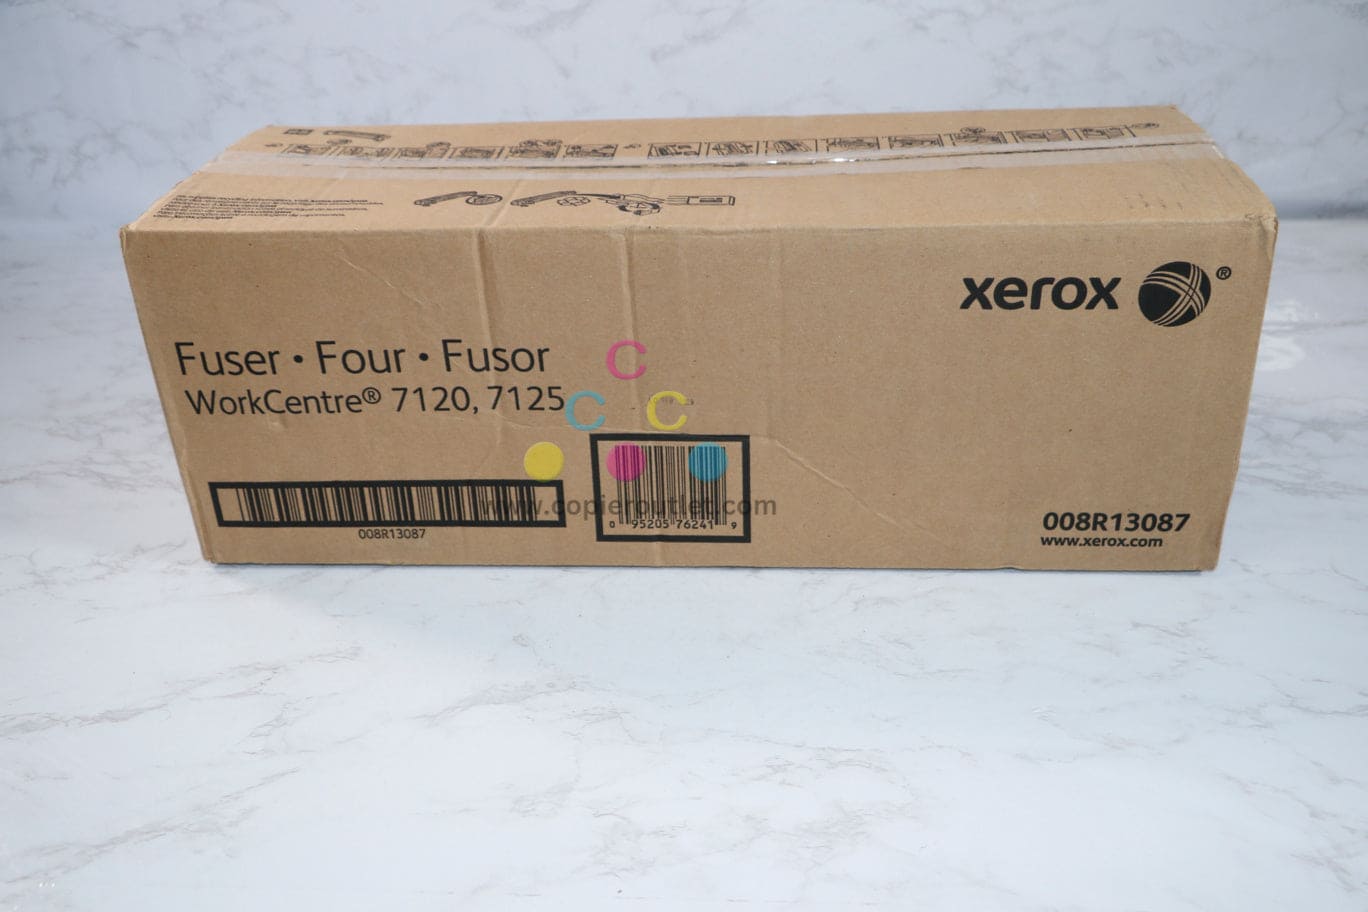 xerox ®
Fuser • Four • Fusor
WorkCentre® 7120, 7125
C
C C
www.copieroutlet.com
008R13087
0 95205 76241 9
008R13087
www.xerox.com